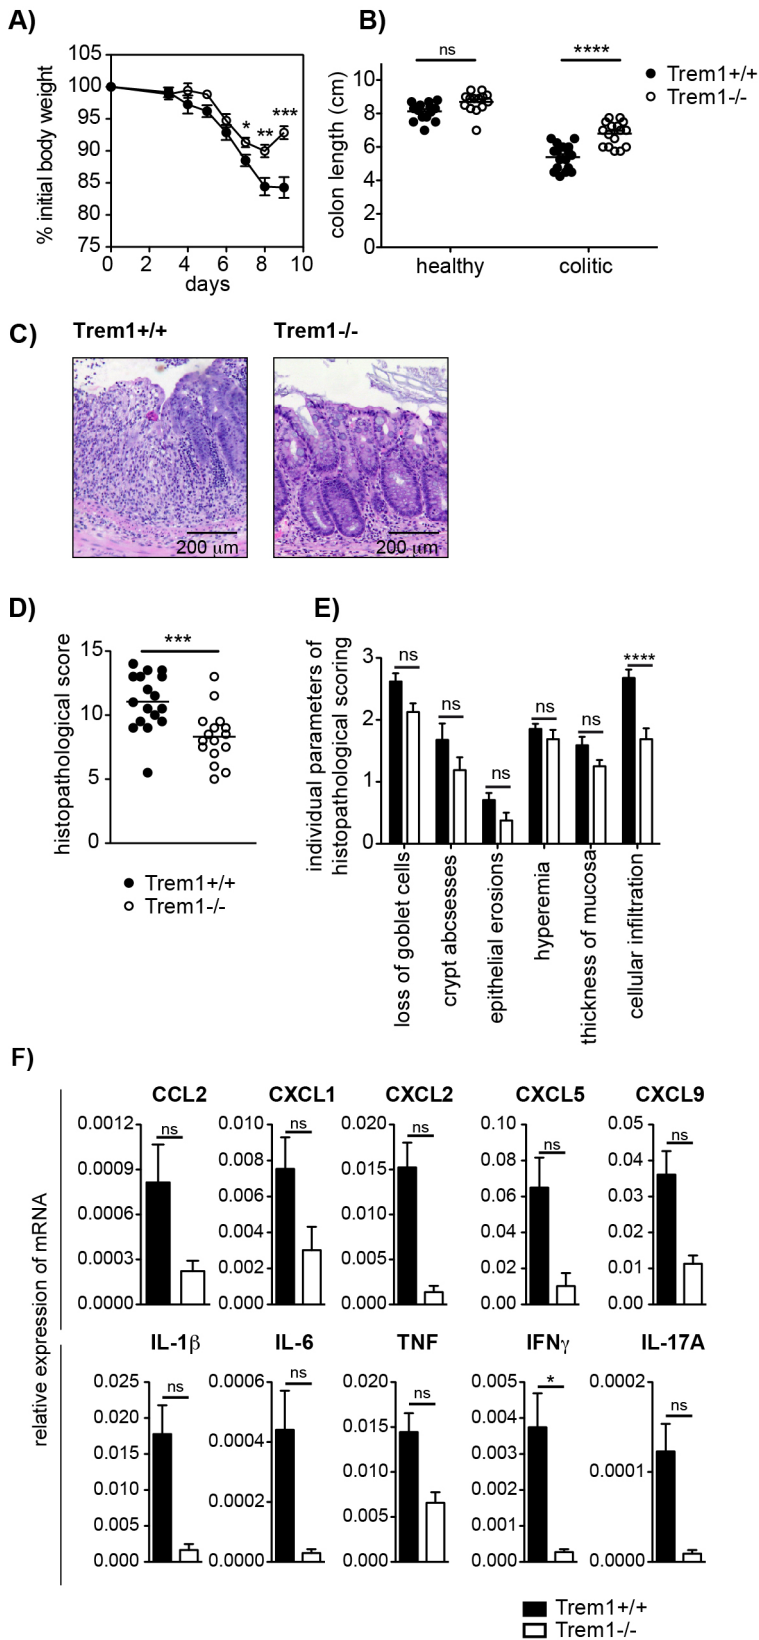 A)
% initial body weight
105
100
95
90
85
80
75
* ** ***
0 2 4 6 8 10
days
B)
colon length (cm)
10
8
6
4
2
0
ns ****
healthy colitic
Trem1+/+
Trem1-/-
C)
Trem1+/+ Trem1-/-
200 μm 200 μm
D)
histopathological score
15
10
5
0
***
Trem1+/+
Trem1-/-
E)
individual parameters of
histopathological scoring
3
2
1
0
ns ns ns ns ns ****
loss of goblet cells
crypt abcsesses
epithelial erosions
hyperemia
thickness of mucosa
cellular infiltration
F)
relative expression of mRNA
CCL2
0.0012
0.0009
0.0006
0.0003
0.0000
ns
CXCL1
0.010
0.008
0.006
0.004
0.002
0.000
ns
CXCL2
0.020
0.015
0.010
0.005
0.000
ns
CXCL5
0.10
0.08
0.06
0.04
0.02
0.00
ns
CXCL9
0.05
0.04
0.03
0.02
0.01
0.00
ns
IL-1β
0.025
0.020
0.015
0.010
0.005
0.000
ns
IL-6
0.0006
0.0004
0.0002
0.0000
ns
TNF
0.020
0.015
0.010
0.005
0.000
ns
IFNγ
0.005
0.004
0.003
0.002
0.001
0.000
*
IL-17A
0.0002
0.0001
0.0000
ns
Trem1+/+
Trem1-/-